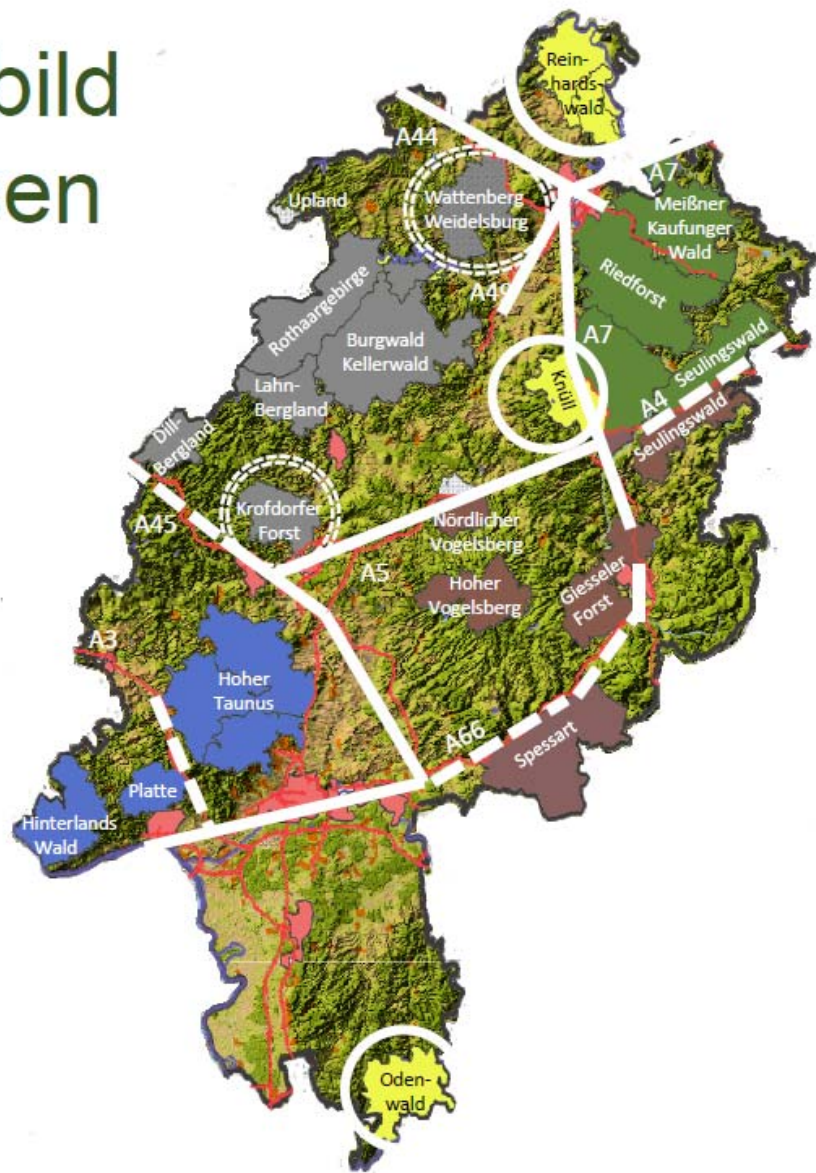 bild
en
Rein-
hards-
wald
A44
A7
Wattenberg
Weidelsburg
Upland
Meißner
Kaufunger
Wald
Riedforst
Rothaargebirge
A49
Burgwald
Kellerwald
A7
Seulingswald
Knüll
Lahn-
Bergland
A4
Seulingswald
Dill-
Bergland
Krofdorfer
Forst
A45
Nördlicher
Vogelsberg
A5
Hoher
Vogelsberg
Giesseler
Forst
A3
Hoher
Taunus
A66
Spessart
Platte
Hinterlands
Wald
Oden-
wald